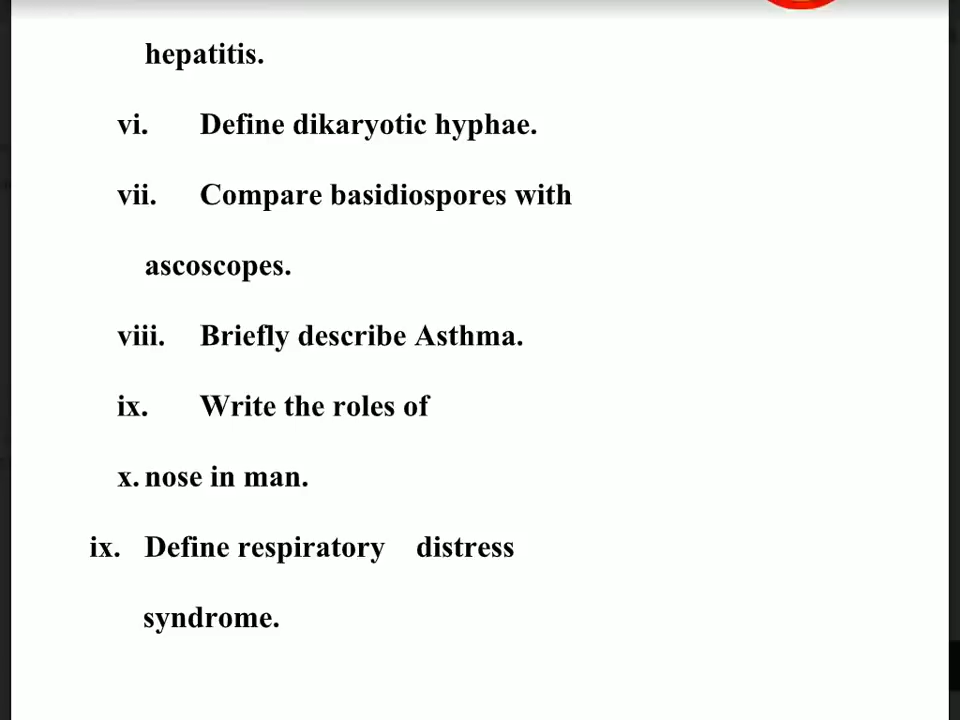 hepatitis.
vi. Define dikaryotic hyphae.
vii. Compare basidiospores with
ascoscopes.
viii. Briefly describe Asthma.
ix. Write the roles of
x. nose in man.
ix. Define respiratory distress
syndrome.